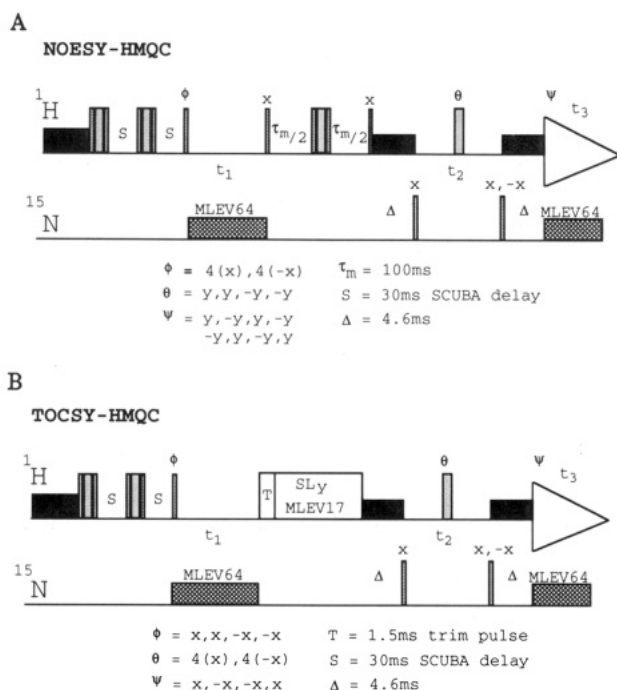 A
NOESY-HMQC
¹H S S ϕ x τm/2 τm/2 x θ ψ t₃
t₁ t₂
¹⁵N MLEV64 Δ x x,-x Δ MLEV64
ϕ = 4(x),4(-x) τm = 100ms
θ = y,y,-y,-y S = 30ms SCUBA delay
ψ = y,-y,y,-y Δ = 4.6ms
-y,y,-y,y
B
TOCSY-HMQC
¹H S S ϕ T SLy θ ψ t₃
MLEV17
t₁ t₂
¹⁵N MLEV64 Δ x x,-x Δ MLEV64
ϕ = x,x,-x,-x T = 1.5ms trim pulse
θ = 4(x),4(-x) S = 30ms SCUBA delay
ψ = x,-x,-x,x Δ = 4.6ms